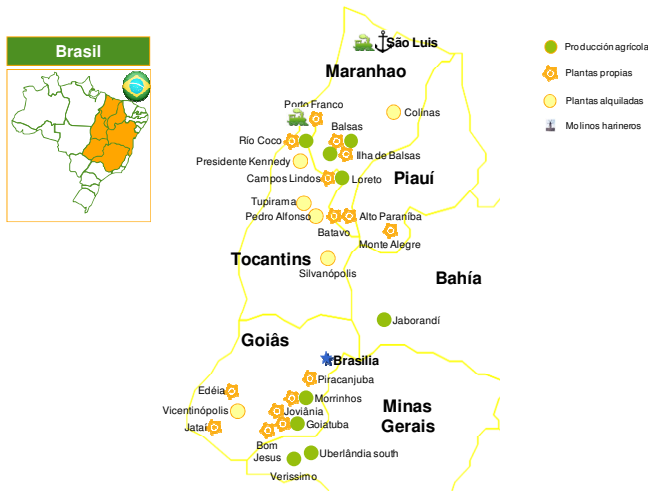 Brasil
São Luis
Maranhao
Producción agrícola
Plantas propias
Plantas alquiladas
Molinos harineros
Porto Franco
Colinas
Balsas
Río Coco
Ilha de Balsas
Presidente Kennedy
Campos Lindos
Loreto
Piauí
Tupirama
Pedro Alfonso
Alto Paraníba
Batavo
Monte Alegre
Tocantins
Silvanópolis
Bahía
Jaborandí
Goiâs
Brasilia
Piracanjuba
Edéia
Morrinhos
Vicentinópolis
Joviânia
Minas
Gerais
Jataí
Goiatuba
Bom
Jesus
Uberlândia south
Verissimo